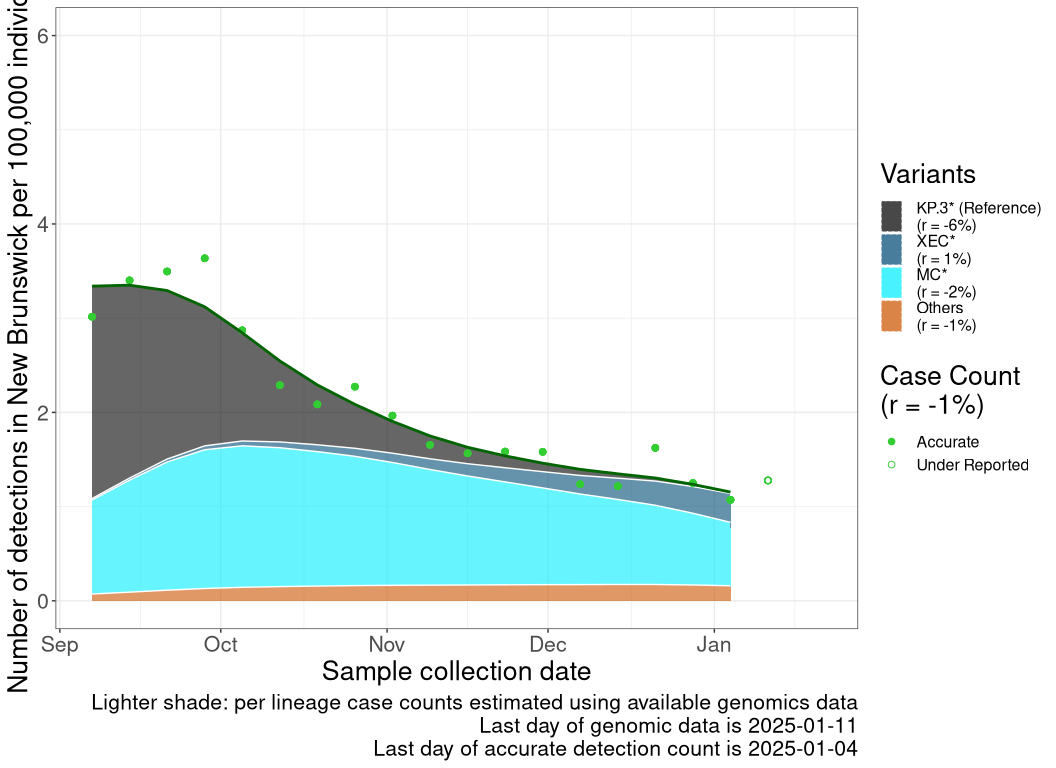 Number of detections in New Brunswick per 100,000
6
4
2
0
Sep Oct Nov Dec Jan
Sample collection date
Lighter shade: per lineage case counts estimated using available genomics data
Last day of genomic data is 2025-01-11
Last day of accurate detection count is 2025-01-04
Variants
KP.3* (Reference)
(r = -6%)
XEC*
(r = 1%)
MC*
(r = -2%)
Others
(r = -1%)
Case Count
(r = -1%)
Accurate
Under Reported